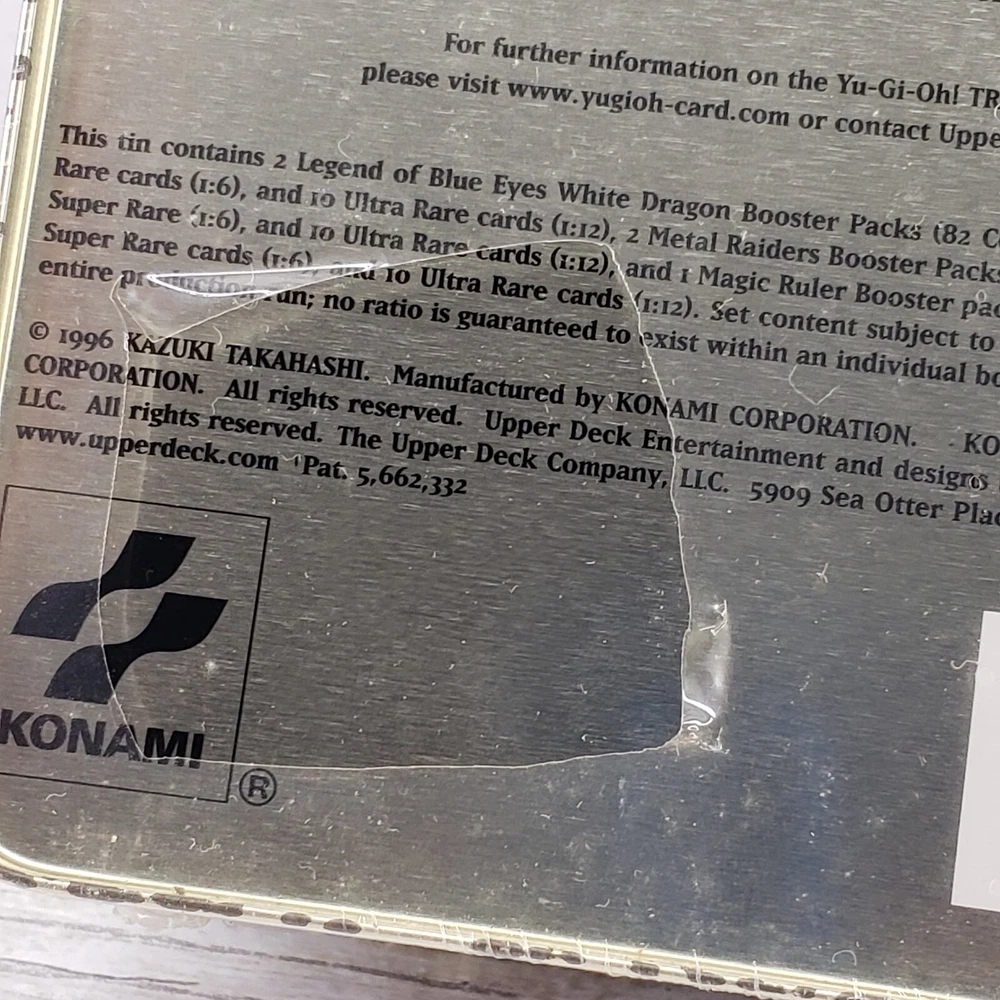 For further information on the Yu-Gi-Oh! TR
please visit www.yugioh-card.com or contact Uppe
This tin contains 2 Legend of Blue Eyes White Dragon Booster Packs (82 C
Rare cards (1:6), and 10 Ultra Rare cards (1:12), 2 Metal Raiders Booster Packs
Super Rare (1:6), and 10 Ultra Rare cards (1:12), and 1 Magic Ruler Booster pac
Super Rare cards (1:6), and 10 Ultra Rare cards (1:12). Set content subject to
entire production run; no ratio is guaranteed to exist within an individual bo
© 1996 KAZUKI TAKAHASHI. Manufactured by KONAMI CORPORATION. KO
CORPORATION. All rights reserved. Upper Deck Entertainment and designs
LLC. All rights reserved. The Upper Deck Company, LLC. 5909 Sea Otter Plac
www.upperdeck.com Pat. 5,662,332
KONAMI
®